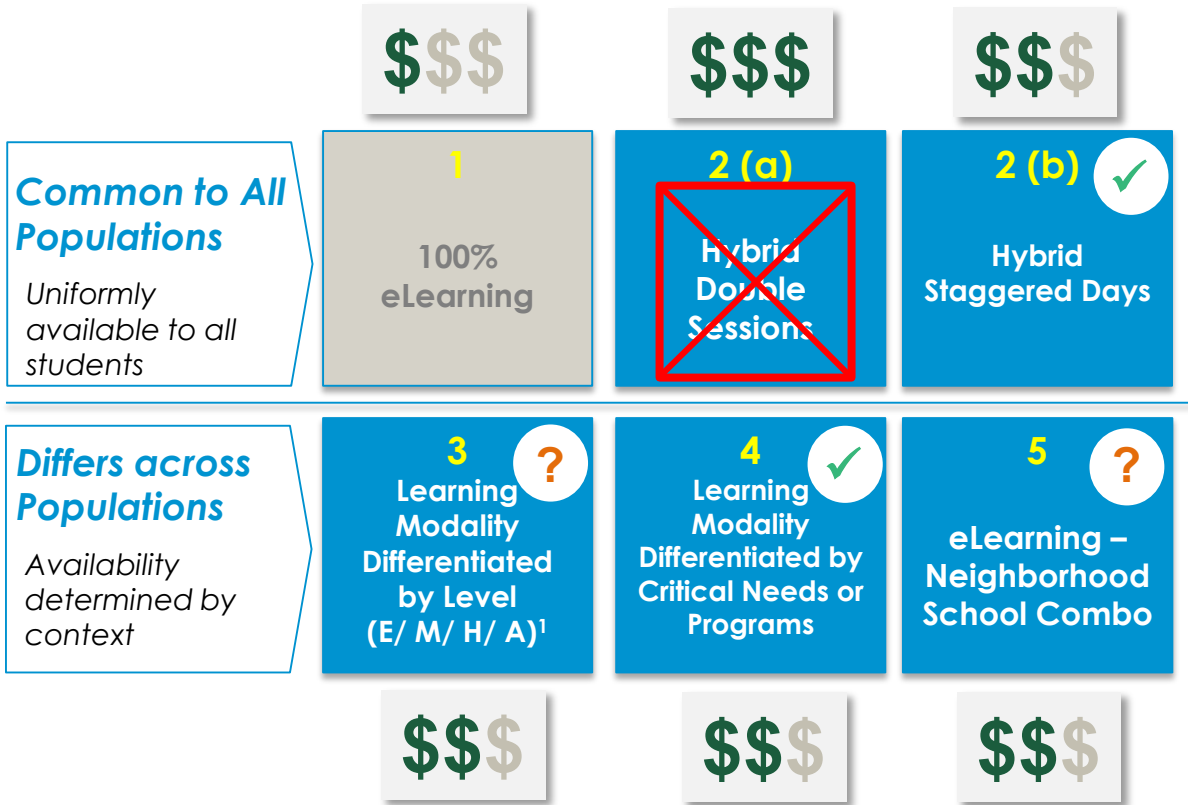 $$$
$$$
$$$
Common to All
Populations
Uniformly
available to all
students
1
100%
eLearning
2 (a)
Hybrid
Double
Sessions
2 (b)
✓
Hybrid
Staggered Days
Differs across
Populations
Availability
determined by
context
3
?
Learning
Modality
Differentiated
by Level
(E/ M/ H/ A)¹
4
✓
Learning
Modality
Differentiated by
Critical Needs or
Programs
5
?
eLearning –
Neighborhood
School Combo
$$$
$$$
$$$